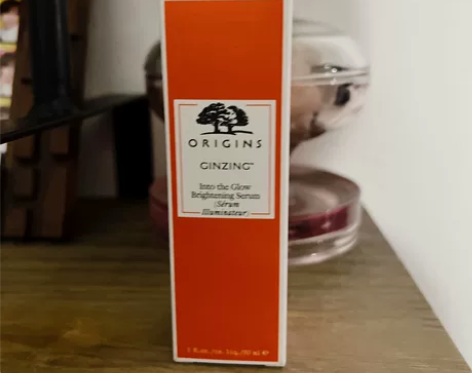 ORIGINS
GINZING™
Into the Glow
Brightening Serum
(Sérum
Illuminateur)